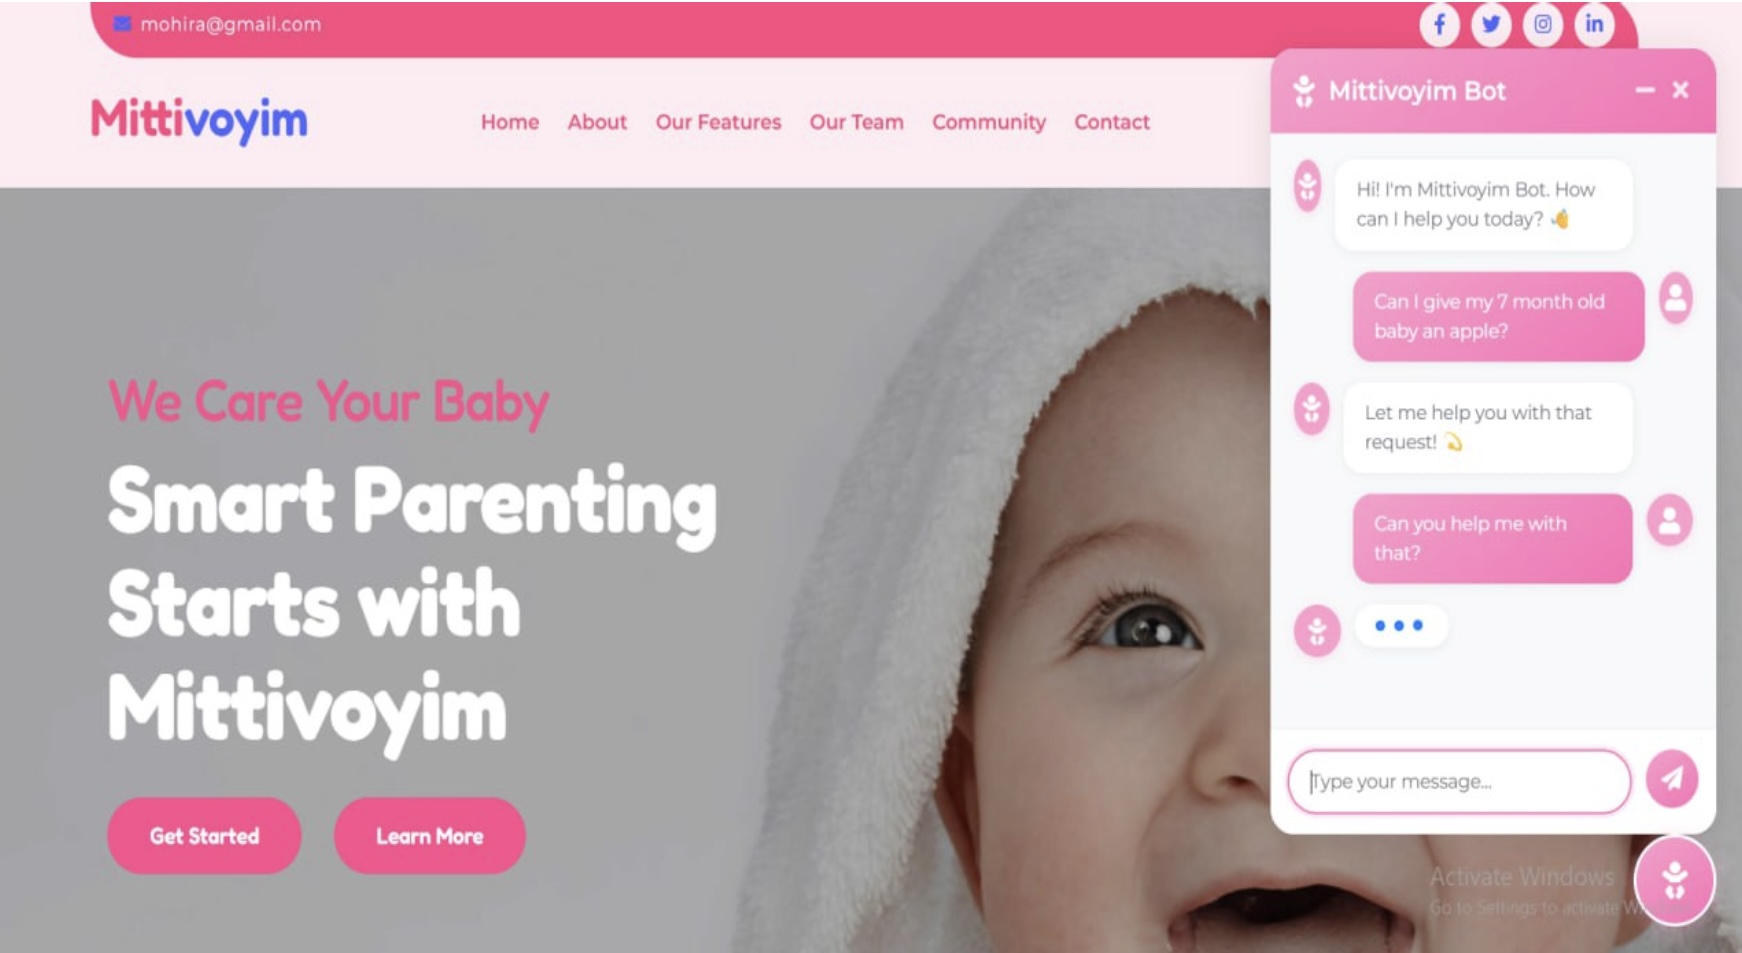 mohira@gmail.com
Mittivoyim
Home About Our Features Our Team Community Contact
We Care Your Baby
Smart Parenting
Starts with
Mittivoyim
Get Started Learn More
Mittivoyim Bot
Hi! I'm Mittivoyim Bot. How
can I help you today? 👋
Can I give my 7 month old
baby an apple?
Let me help you with that
request! 💫
Can you help me with
that?
Type your message...
Activate Windows
Go to Settings to activate